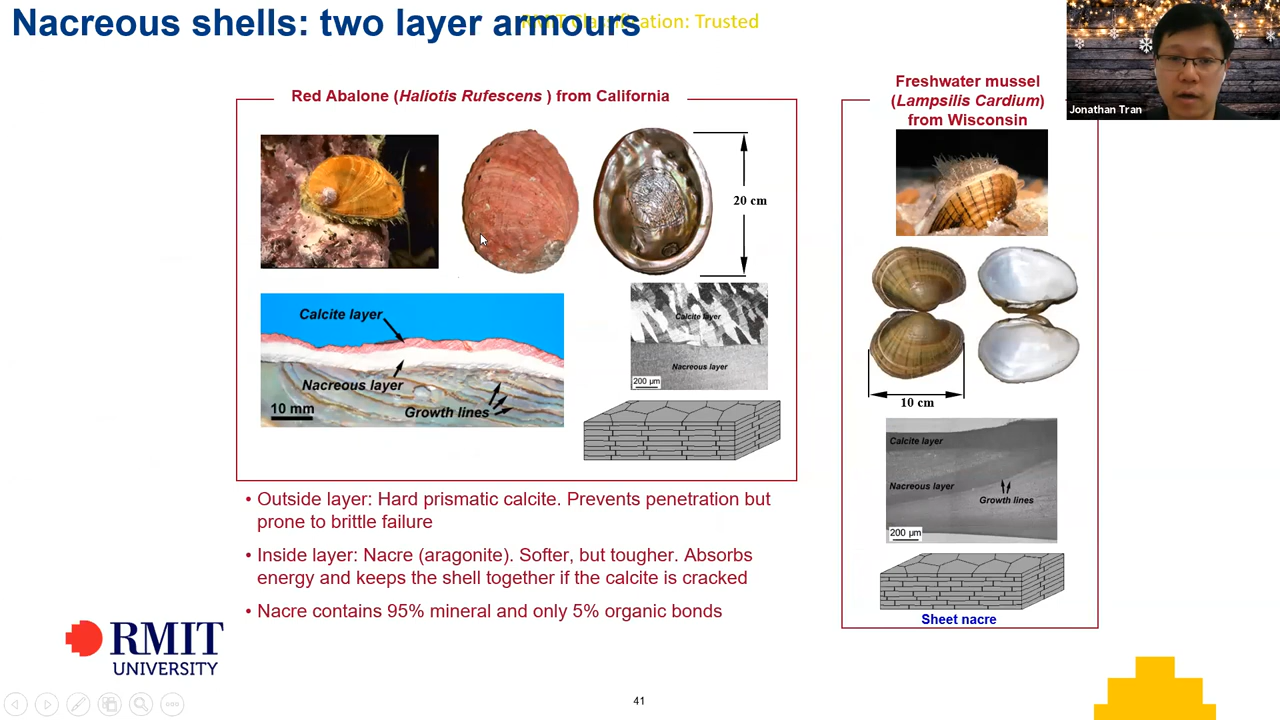 Nacreous shells: two layer armours
Classification: Trusted
Jonathan Tran
Red Abalone (Haliotis Rufescens ) from California
20 cm
Calcite layer
Nacreous layer
Growth lines
10 mm
Calcite layer
Nacreous layer
200 µm
• Outside layer: Hard prismatic calcite. Prevents penetration but
prone to brittle failure
• Inside layer: Nacre (aragonite). Softer, but tougher. Absorbs
energy and keeps the shell together if the calcite is cracked
• Nacre contains 95% mineral and only 5% organic bonds
Freshwater mussel
(Lampsilis Cardium)
from Wisconsin
10 cm
Calcite layer
Nacreous layer
Growth lines
200 µm
Sheet nacre
RMIT
UNIVERSITY
41